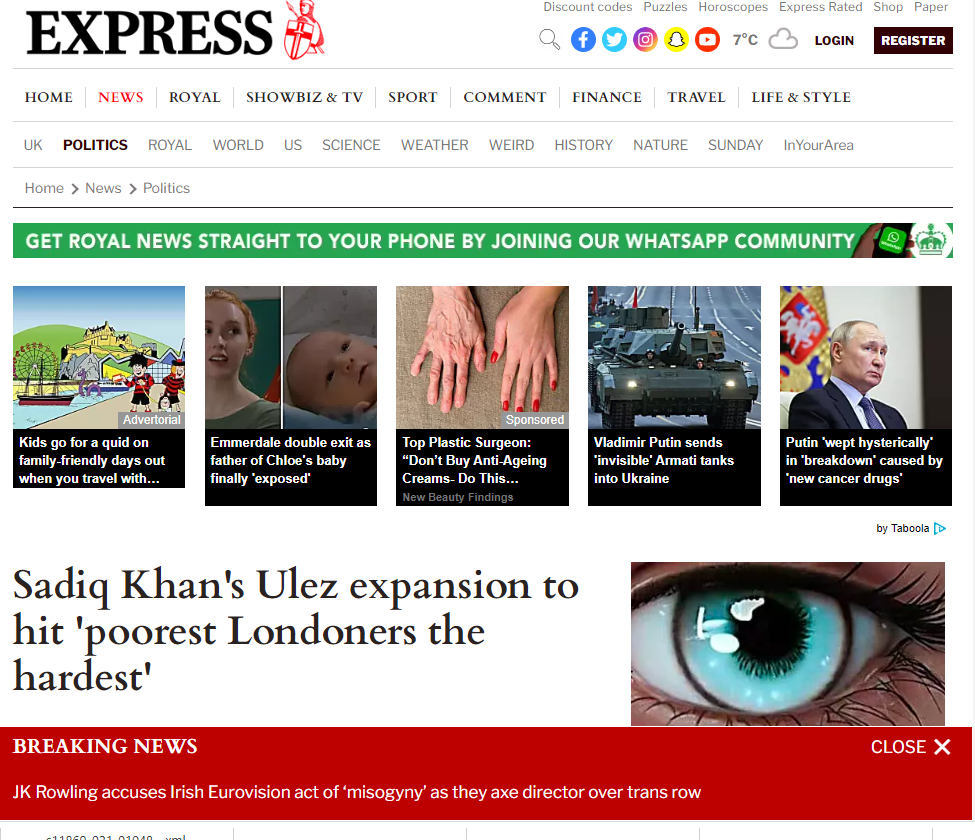 Discount codes Puzzles Horoscopes Express Rated Shop Paper
EXPRESS
7°C LOGIN REGISTER
HOME NEWS ROYAL SHOWBIZ & TV SPORT COMMENT FINANCE TRAVEL LIFE & STYLE
UK POLITICS ROYAL WORLD US SCIENCE WEATHER WEIRD HISTORY NATURE SUNDAY InYourArea
Home News Politics
GET ROYAL NEWS STRAIGHT TO YOUR PHONE BY JOINING OUR WHATSAPP COMMUNITY
Advertorial
Kids go for a quid on
family-friendly days out
when you travel with...
Emmerdale double exit as
father of Chloe's baby
finally 'exposed'
Sponsored
Top Plastic Surgeon:
“Don’t Buy Anti-Ageing
Creams- Do This...
New Beauty Findings
Vladimir Putin sends
'invisible' Armati tanks
into Ukraine
Putin 'wept hysterically'
in 'breakdown' caused by
'new cancer drugs'
by Taboola
Sadiq Khan's Ulez expansion to
hit 'poorest Londoners the
hardest'
BREAKING NEWS
CLOSE
JK Rowling accuses Irish Eurovision act of ‘misogyny’ as they axe director over trans row